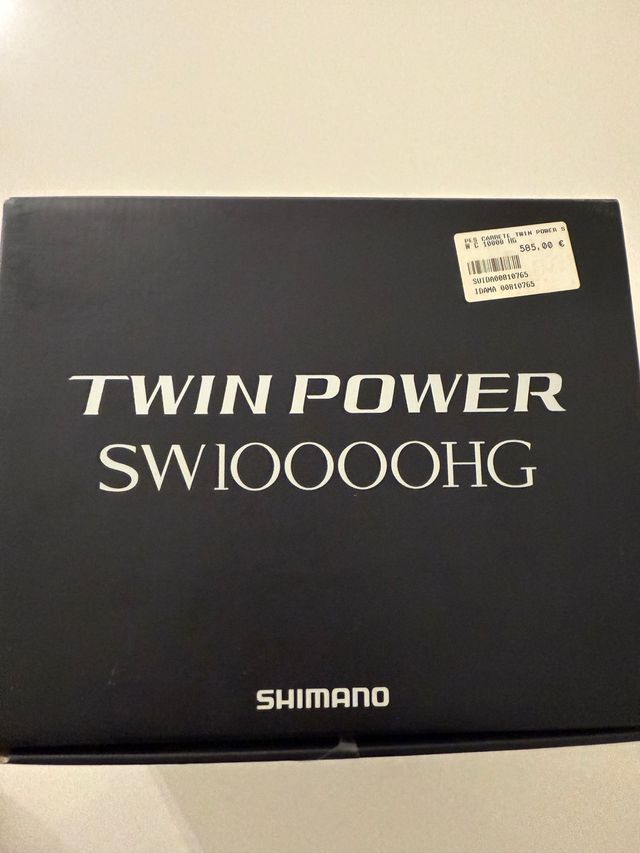 PES CARRETE TWIN POWER S
W C 10000 HG
585,00 €
SVIDA00810765
IDAMA 00810765
TWIN POWER
SW10000HG
SHIMANO